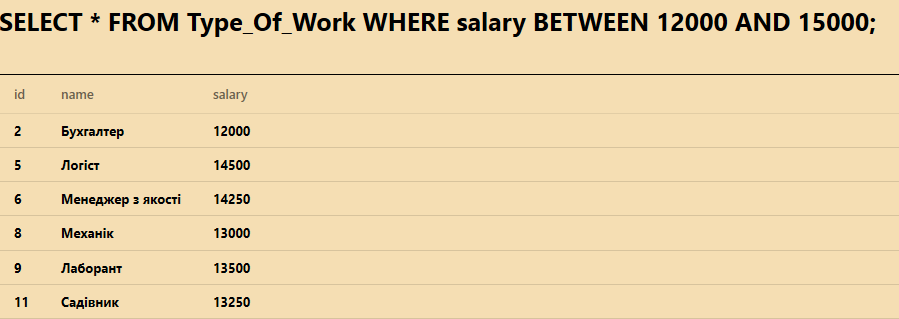 SELECT * FROM Type_Of_Work WHERE salary BETWEEN 12000 AND 15000;
id name salary
2 Бухгалтер 12000
5 Логіст 14500
6 Менеджер з якості 14250
8 Механік 13000
9 Лаборант 13500
11 Садівник 13250